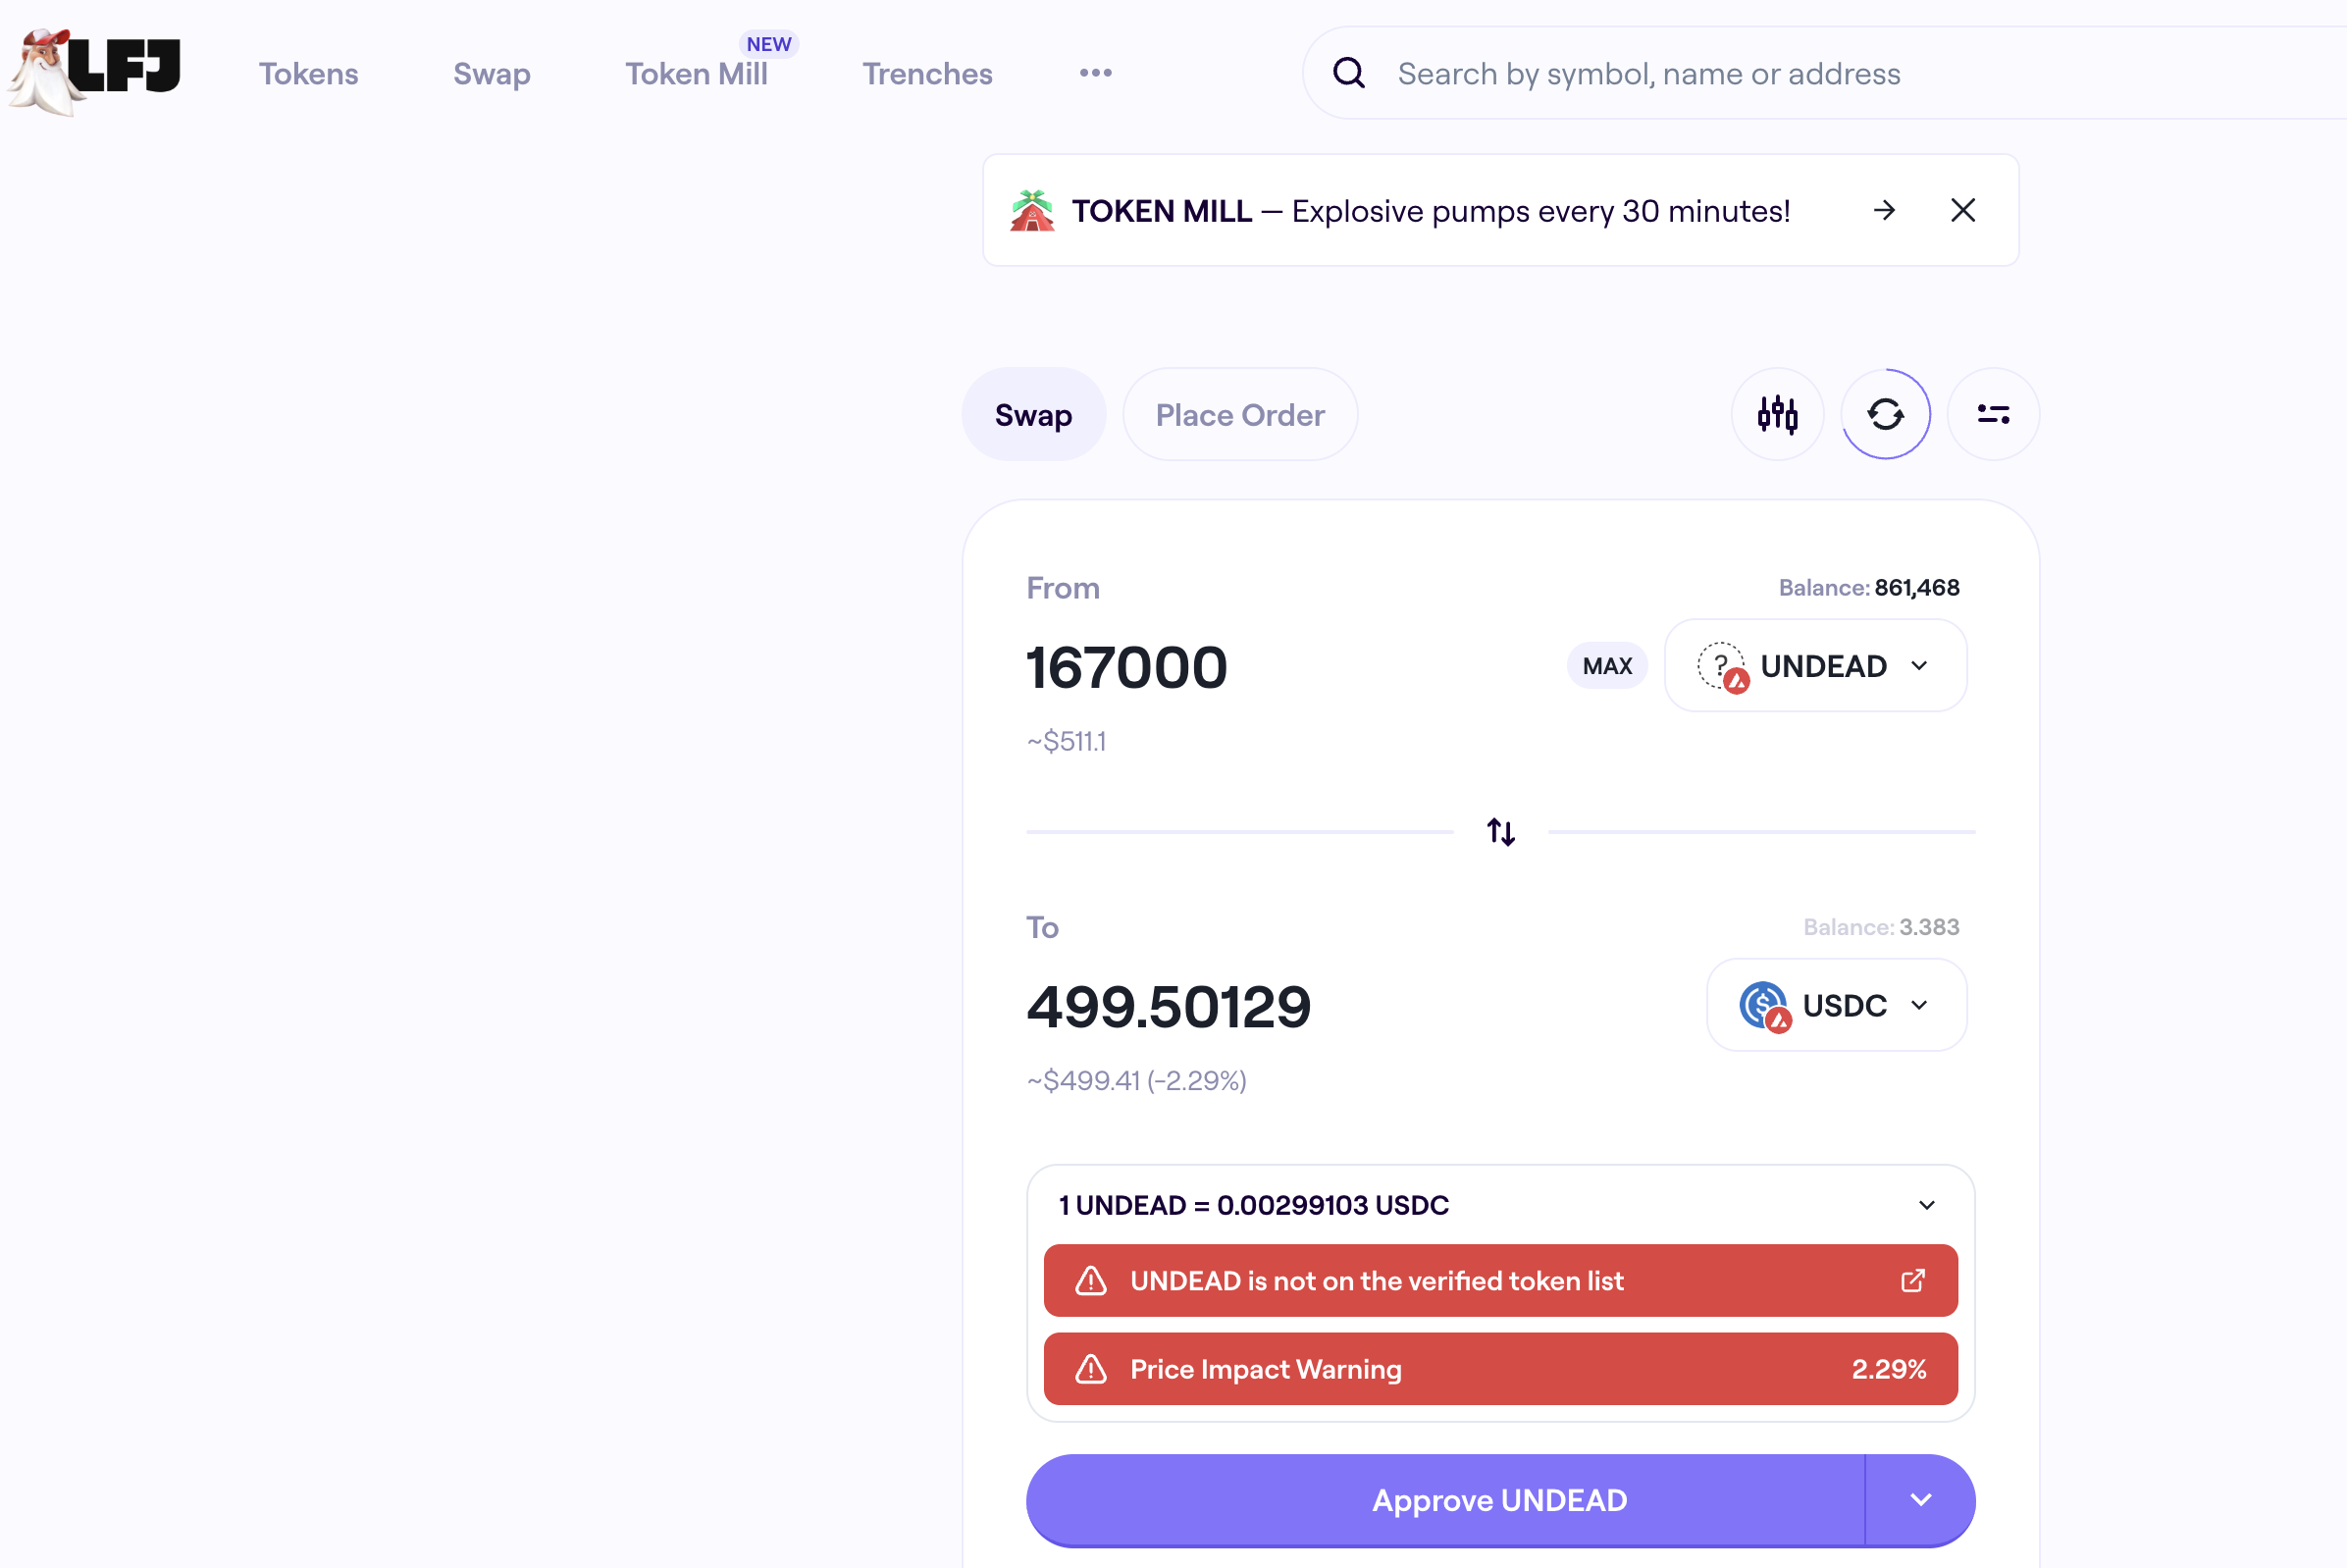 LFJ
Tokens
Swap
Token Mill
NEW
Trenches
Search by symbol, name or address
TOKEN MILL — Explosive pumps every 30 minutes!
Swap
Place Order
From
Balance: 861,468
167000
MAX
? UNDEAD
~$511.1
To
Balance: 3.383
499.50129
$ USDC
~$499.41 (-2.29%)
1 UNDEAD = 0.00299103 USDC
UNDEAD is not on the verified token list
Price Impact Warning
2.29%
Approve UNDEAD